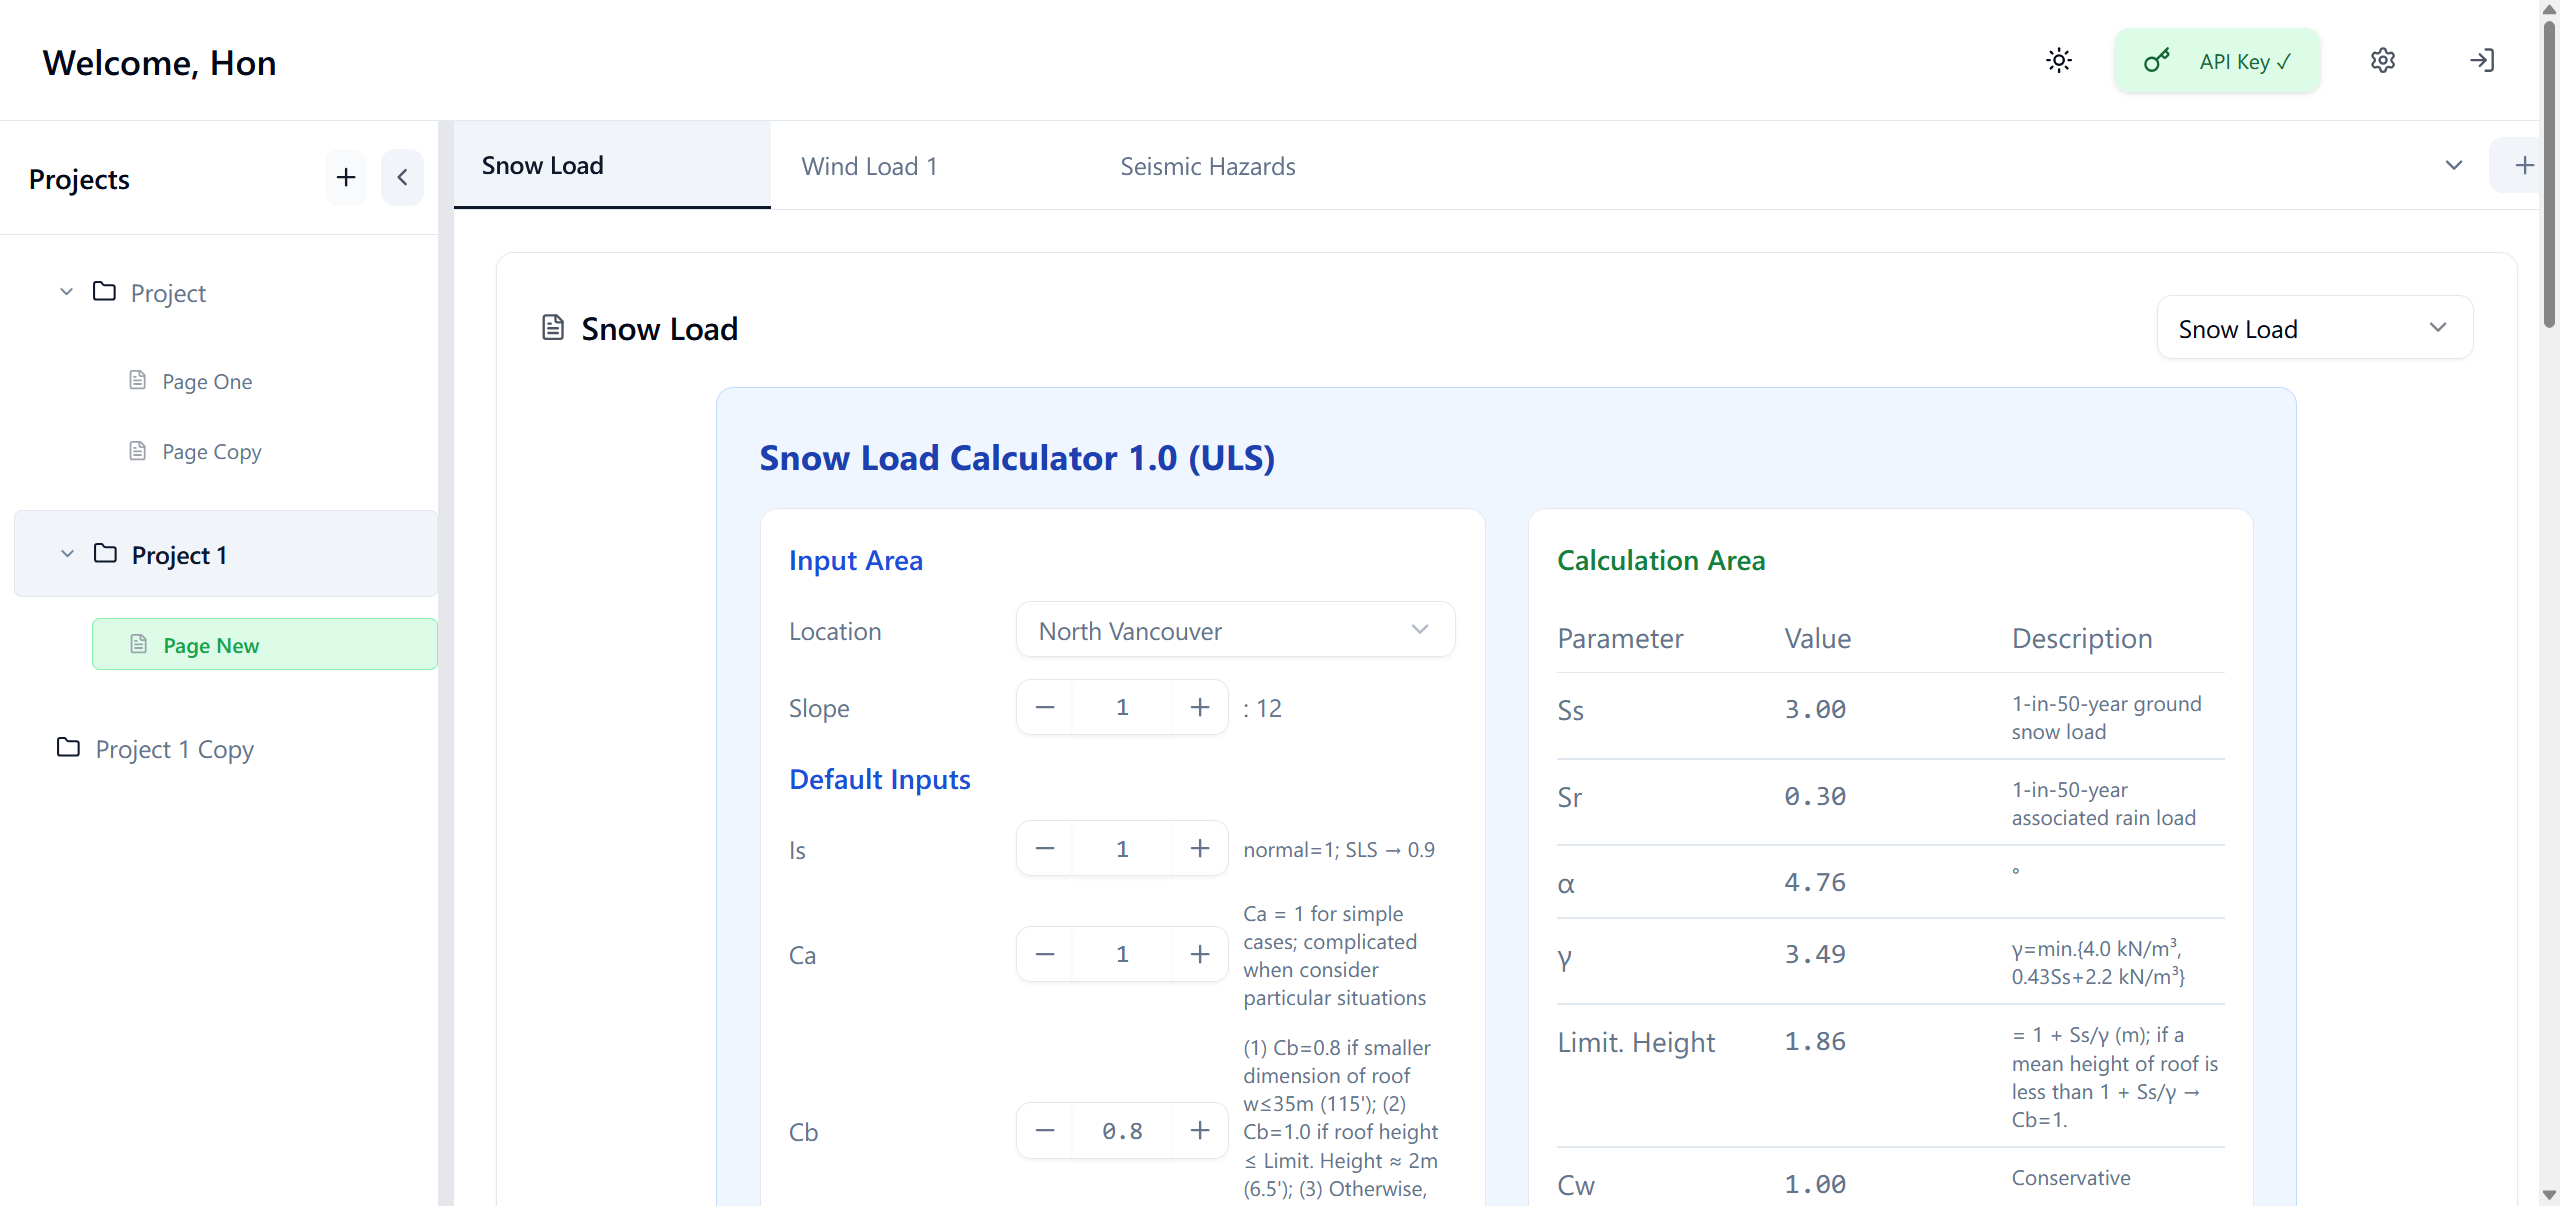 Welcome, Hon
API Key ✓
Projects
Project
Page One
Page Copy
Project 1
Page New
Project 1 Copy
Snow Load
Wind Load 1
Seismic Hazards
Snow Load
Snow Load
Snow Load Calculator 1.0 (ULS)
Input Area
Location
North Vancouver
Slope
1
: 12
Default Inputs
Is
1
normal=1; SLS → 0.9
Ca
1
Ca = 1 for simple
cases; complicated
when consider
particular situations
Cb
0.8
(1) Cb=0.8 if smaller
dimension of roof
w≤35m (115'); (2)
Cb=1.0 if roof height
≤ Limit. Height ≈ 2m
(6.5'); (3) Otherwise,
Calculation Area
Parameter Value Description
Ss 3.00
1-in-50-year ground
snow load
Sr 0.30
1-in-50-year
associated rain load
α 4.76 °
γ 3.49
γ=min.{4.0 kN/m³,
0.43Ss+2.2 kN/m³}
Limit. Height 1.86
= 1 + Ss/γ (m); if a
mean height of roof is
less than 1 + Ss/γ →
Cb=1.
Cw 1.00 Conservative